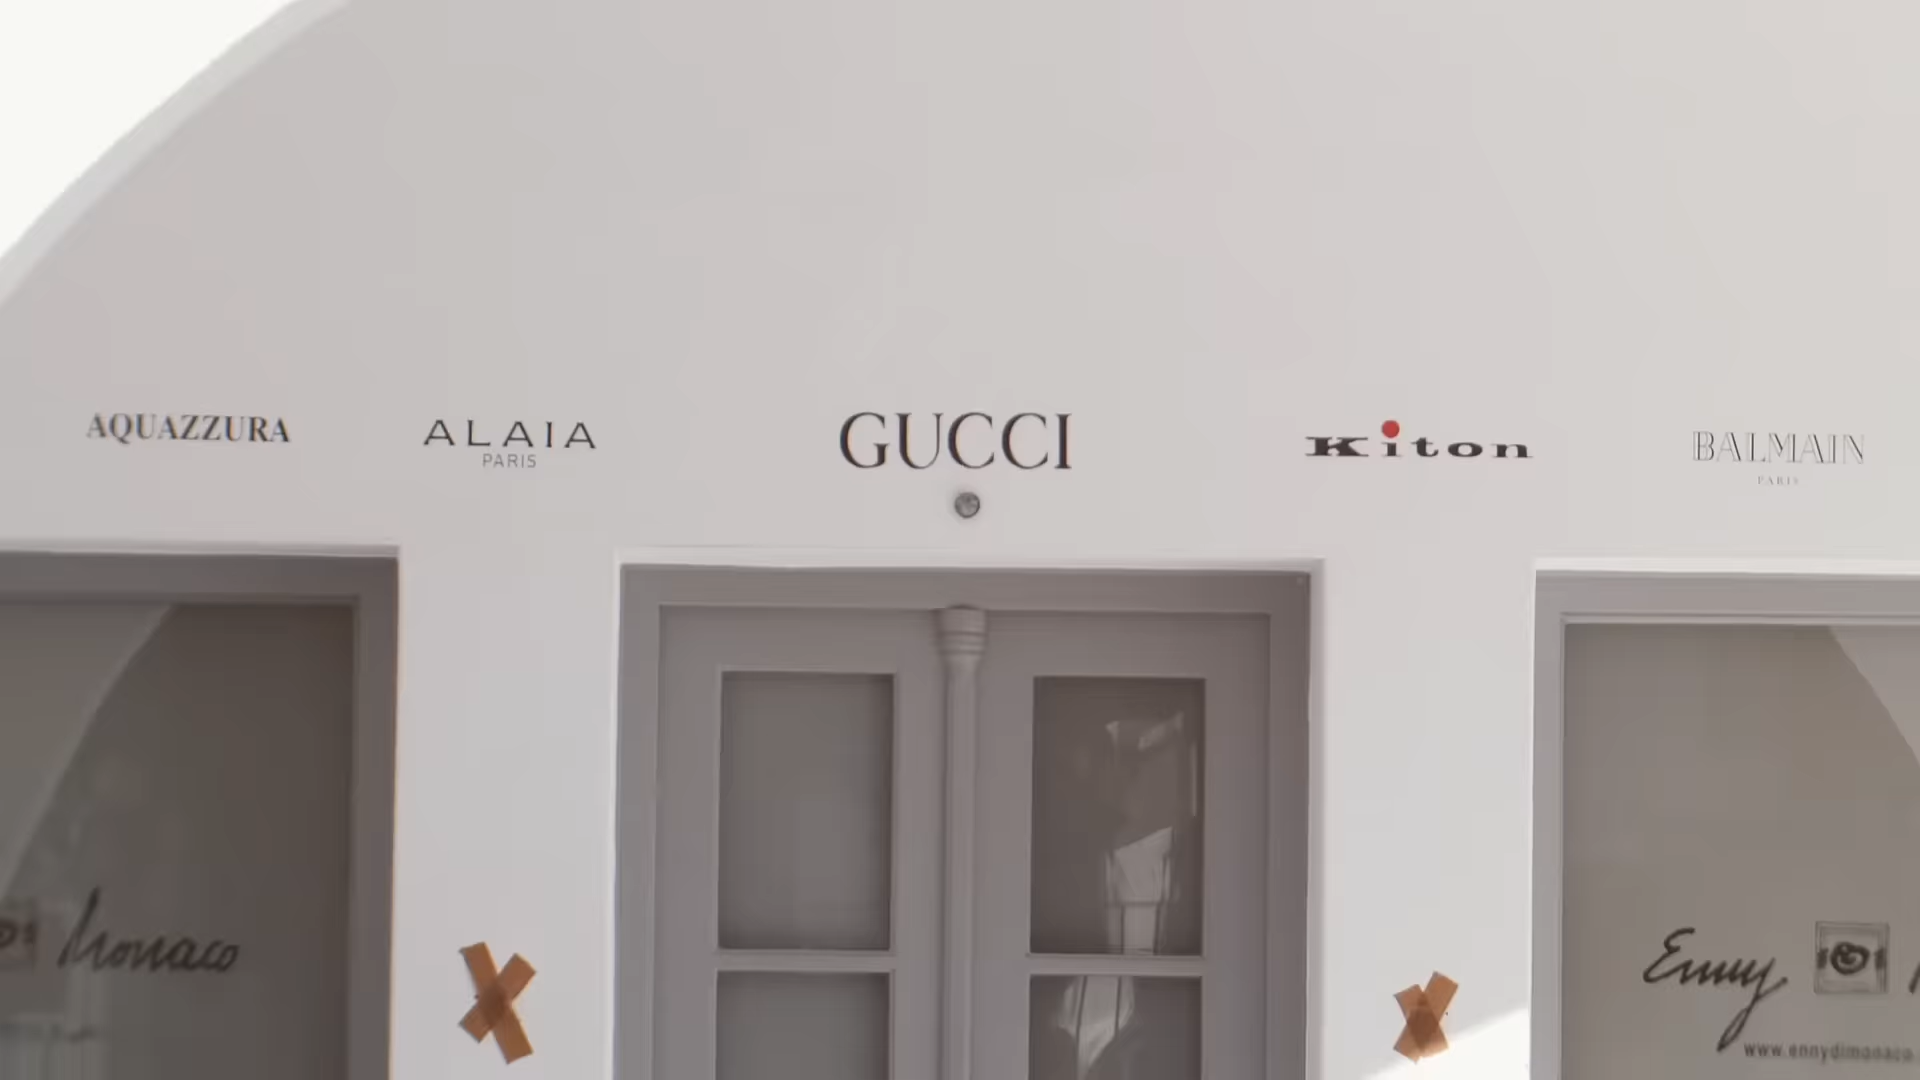 AQUAZZURA
ALAIA
PARIS
GUCCI
Kiton
BALMAIN
PARIS
Monaco
Enny
www.ennydimonaco